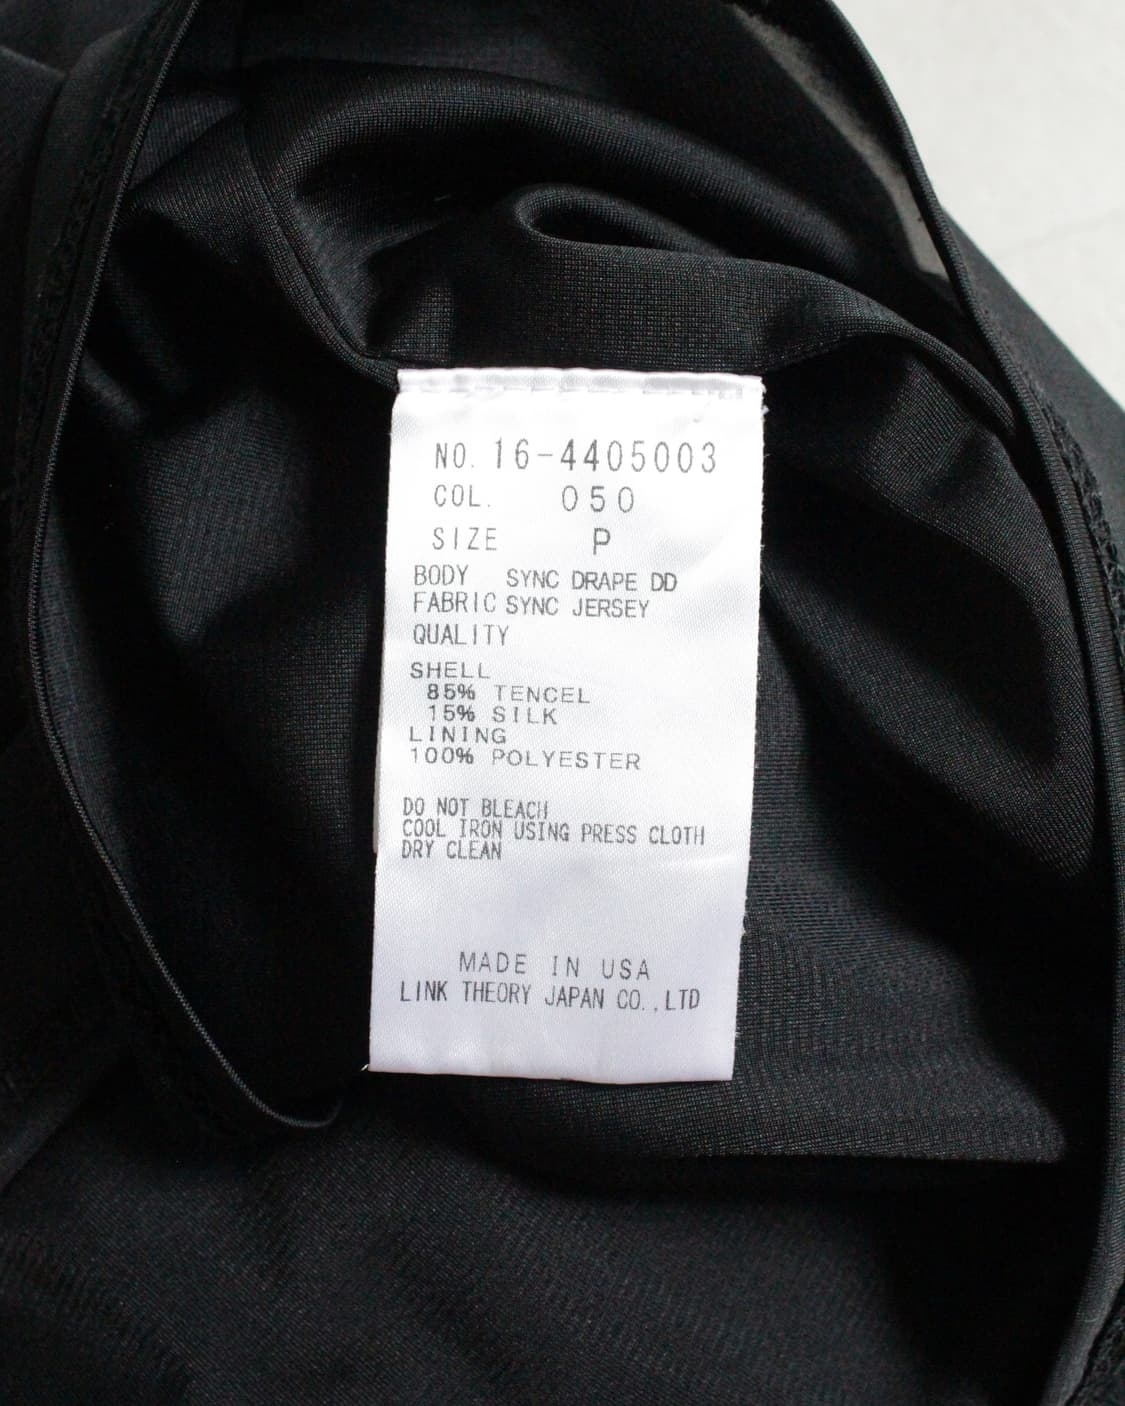 NO. 16-4405003
COL. 050
SIZE P
BODY SYNC DRAPE DD
FABRIC SYNC JERSEY
QUALITY
SHELL
85% TENCEL
15% SILK
LINING
100% POLYESTER
DO NOT BLEACH
COOL IRON USING PRESS CLOTH
DRY CLEAN
MADE IN USA
LINK THEORY JAPAN CO.,LTD